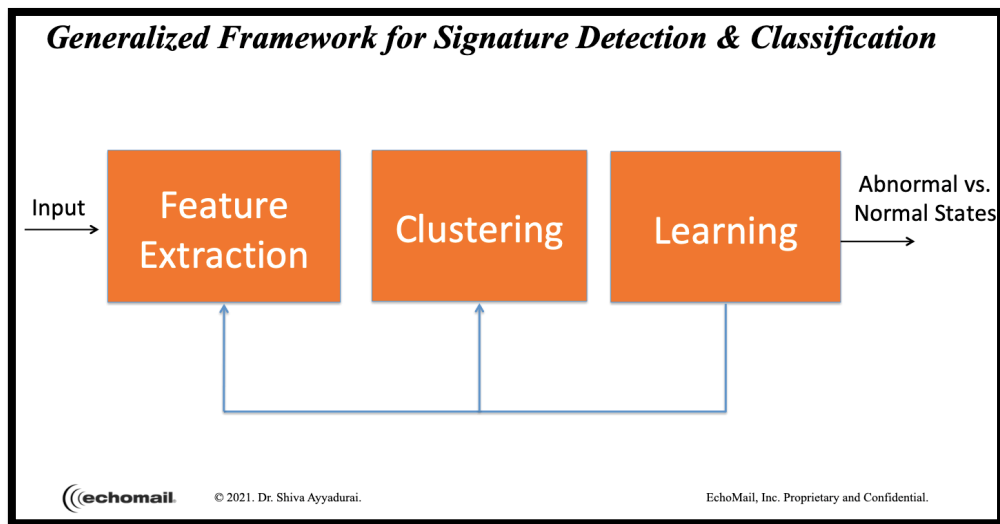 Generalized Framework for Signature Detection & Classification
Input
Feature
Extraction
Clustering
Learning
Abnormal vs.
Normal States
echomail
© 2021. Dr. Shiva Ayyadurai.
EchoMail, Inc. Proprietary and Confidential.